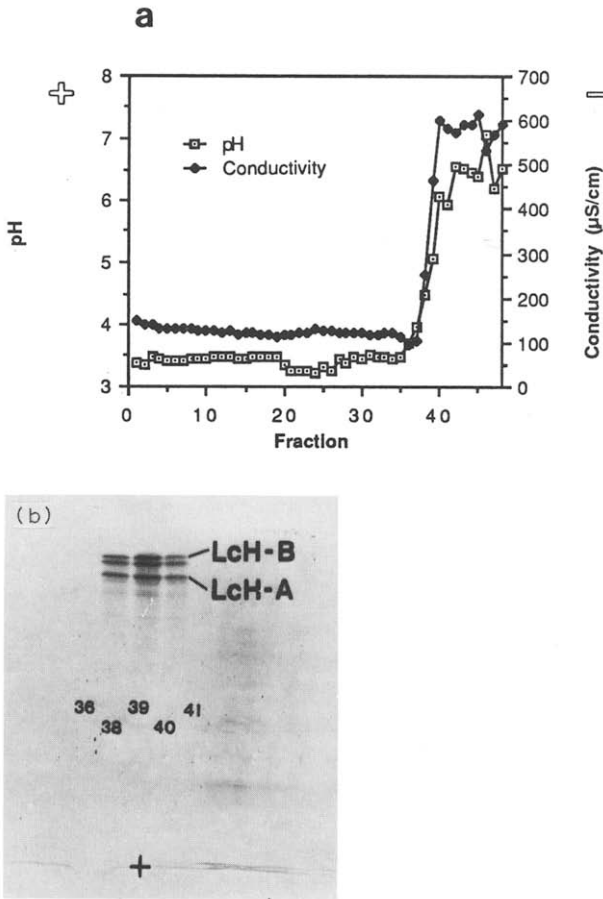 a
+
8
7
6
5
4
3
pH
pH
Conductivity
700
600
500
400
300
200
100
0
−
Conductivity (µS/cm)
0 10 20 30 40
Fraction
(b)
LcH-B
LcH-A
36 39 41
38 40
+